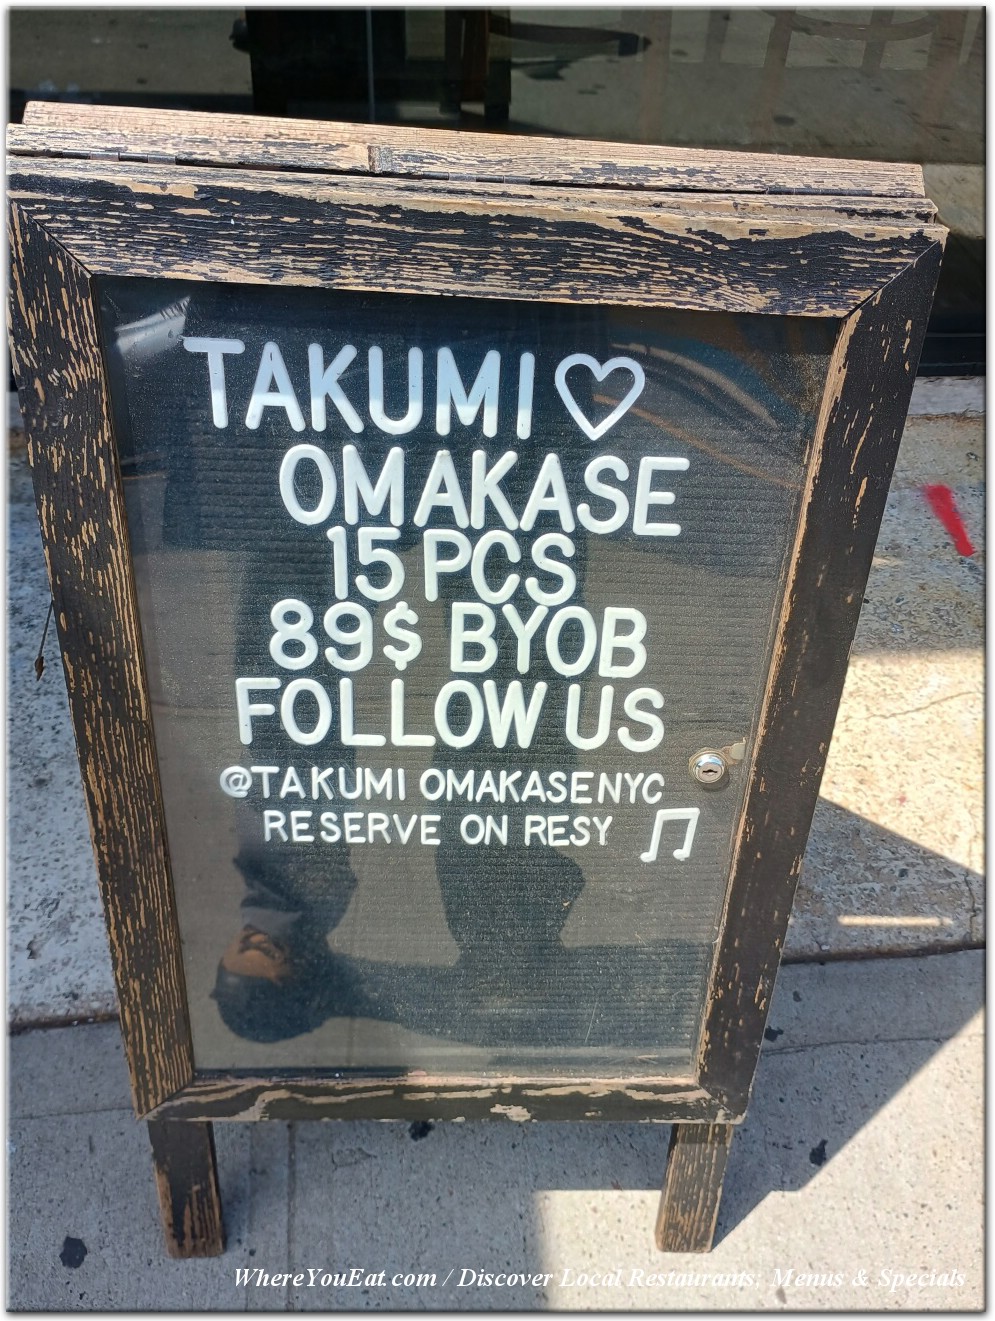 TAKUMI ♡
OMAKASE
15 PCS
89$ BYOB
FOLLOW US
@TAKUMI OMAKASENYC
RESERVE ON RESY ♫
WhereYouEat.com / Discover Local Restaurants, Menus & Specials